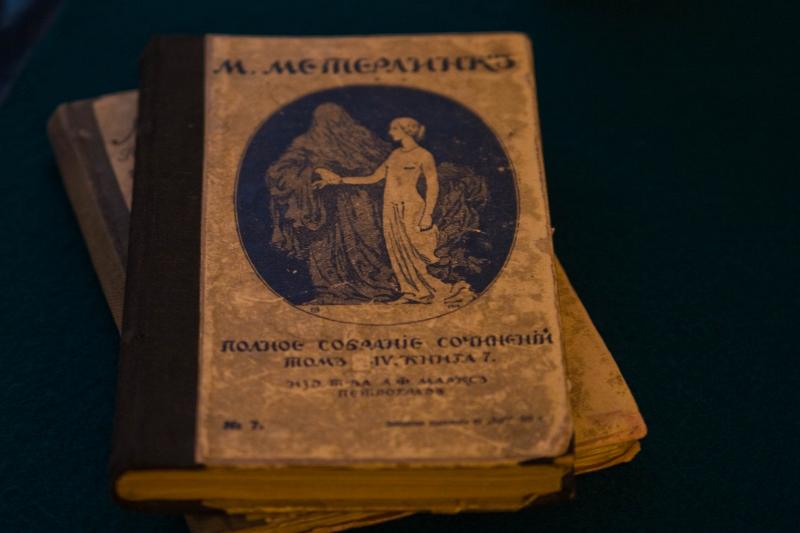 М. МЕТЕРЛИНКЪ
ПОЛНОЕ СОБРАНІЕ СОЧИНЕНІЙ
ТОМЪ IV. КНИГА 7.
ИЗД. Т-ВА А. Ф. МАРКСЪ
ПЕТРОГРАДЪ
№ 7.